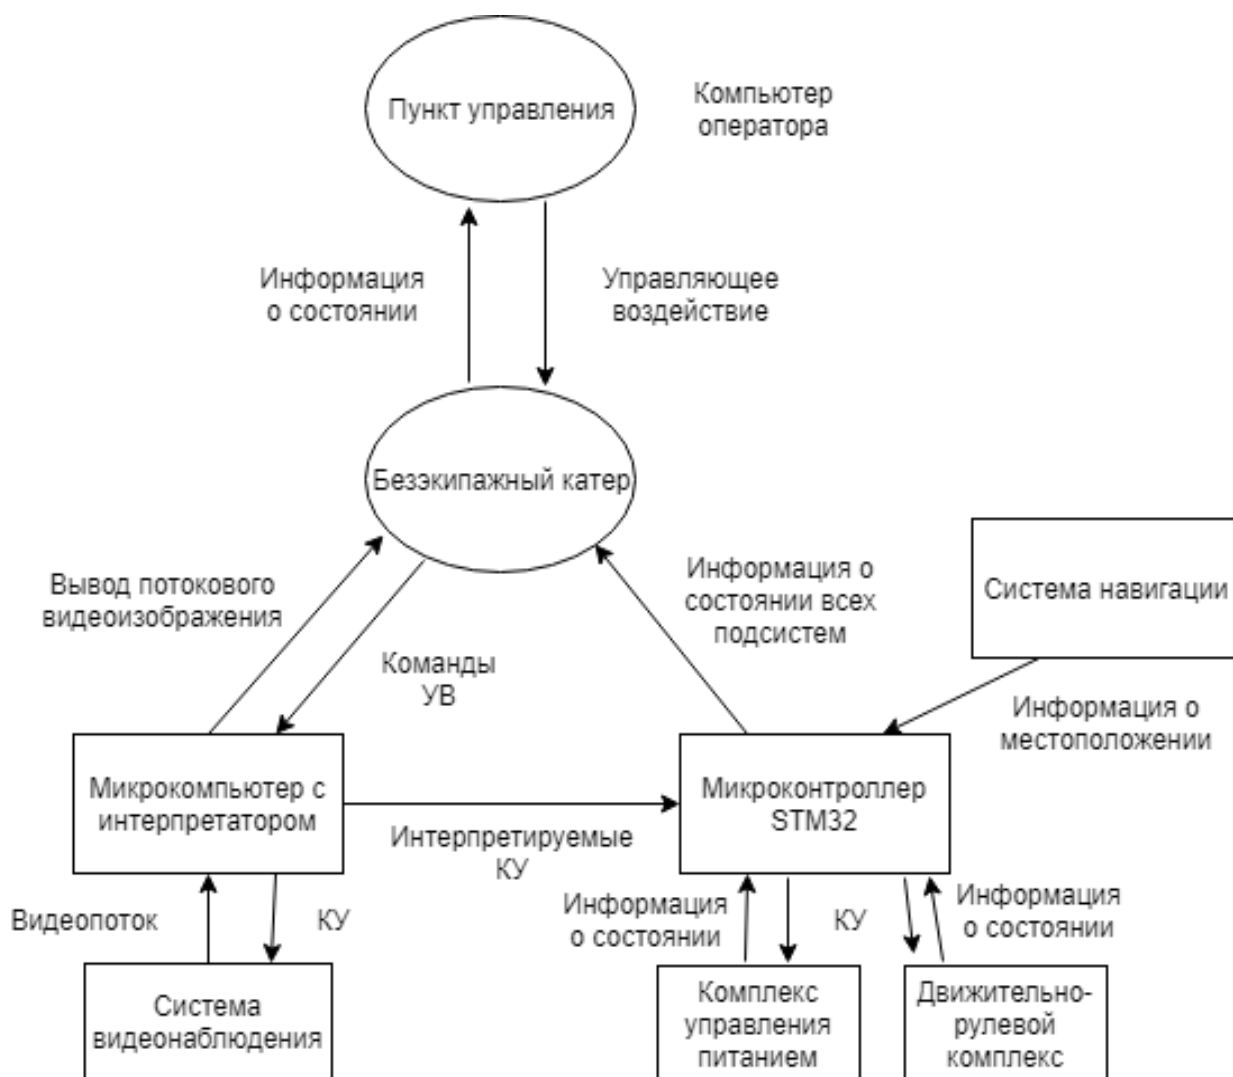 Пункт управления
Компьютер
оператора
Информация
о состоянии
Управляющее
воздействие
Безэкипажный катер
Вывод потокового
видеоизображения
Команды
УВ
Информация о
состоянии всех
подсистем
Система навигации
Информация о
местоположении
Микрокомпьютер с
интерпретатором
Интерпретируемые
КУ
Микроконтроллер
STM32
Видеопоток
КУ
Информация
о состоянии
КУ
Информация
о состоянии
Система
видеонаблюдения
Комплекс
управления
питанием
Движительно-
рулевой
комплекс